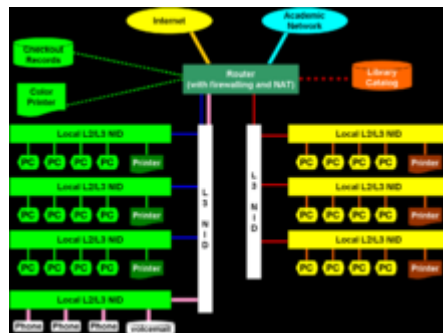 Internet
Academic
Network
Checkout
Records
Color
Printer
Router
(with firewalling and NAT)
Library
Catalog
Local L2/L3 NID
PC PC PC PC Printer
Local L2/L3 NID
PC PC PC PC Printer
Local L2/L3 NID
PC PC PC PC Printer
Local L2/L3 NID
Phone Phone Phone voicemail
L3 NID
L3 NID
Local L2/L3 NID
PC PC PC PC Printer
Local L2/L3 NID
PC PC PC PC Printer
Local L2/L3 NID
PC PC PC PC Printer